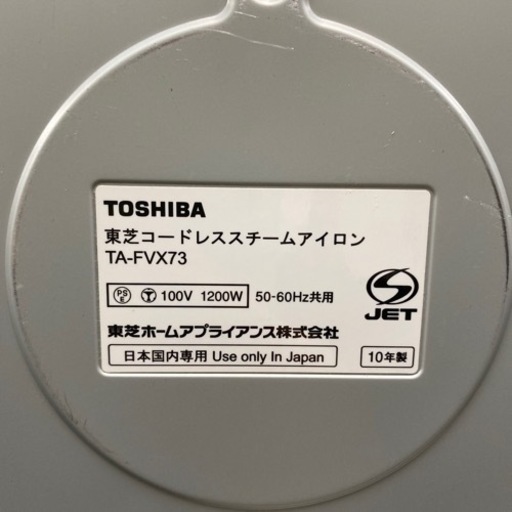 TOSHIBA
東芝コードレススチームアイロン
TA-FVX73
PSE 100V 1200W 50-60Hz共用
S JET
東芝ホームアプライアンス株式会社
日本国内専用 Use only In Japan 10年製